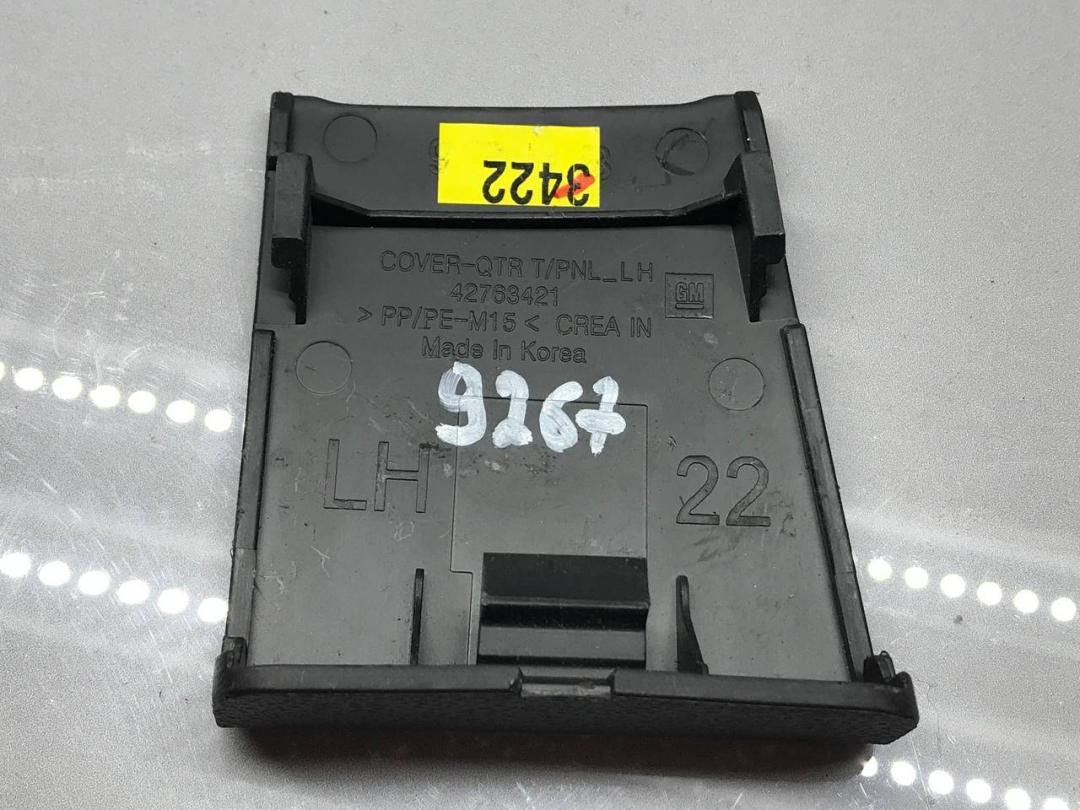 3422
COVER-QTR T/PNL_LH
42763421
GM
> PP/PE-M15 < CREA IN
Made in Korea
9267
LH
22